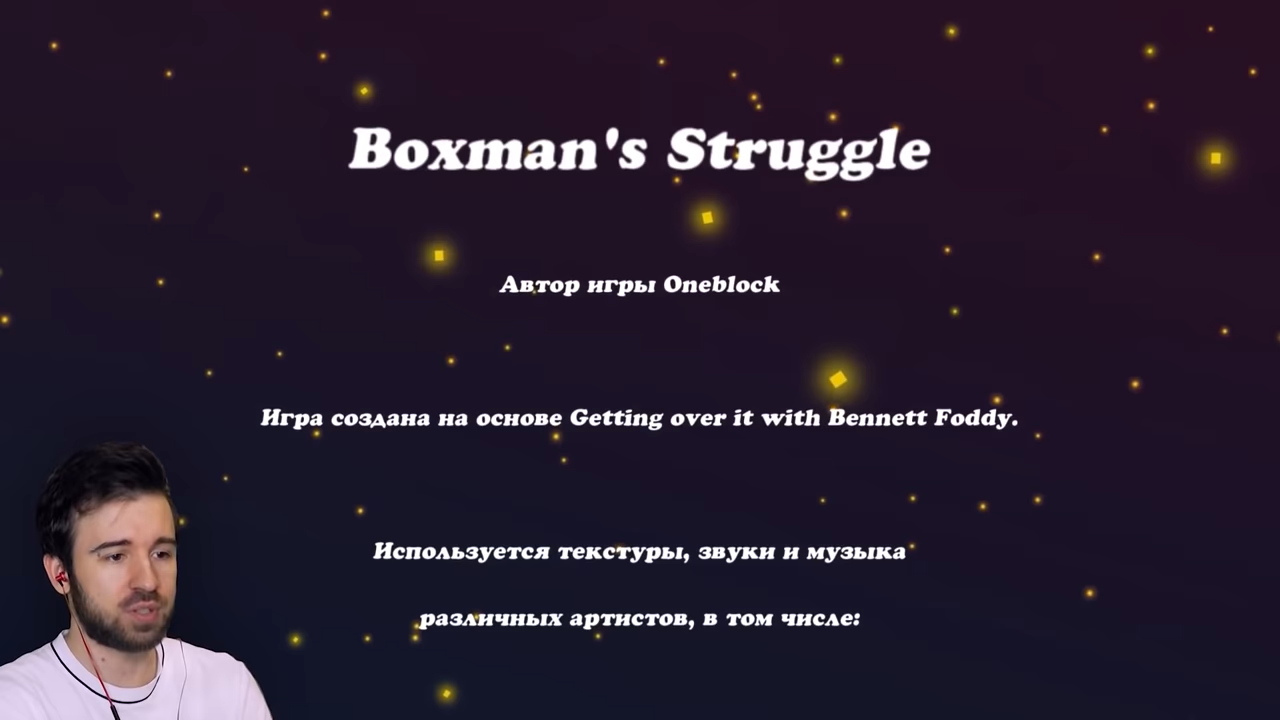 Boxman's Struggle
Автор игры Oneblock
Игра создана на основе Getting over it with Bennett Foddy.
Используется текстуры, звуки и музыка
различных артистов, в том числе: